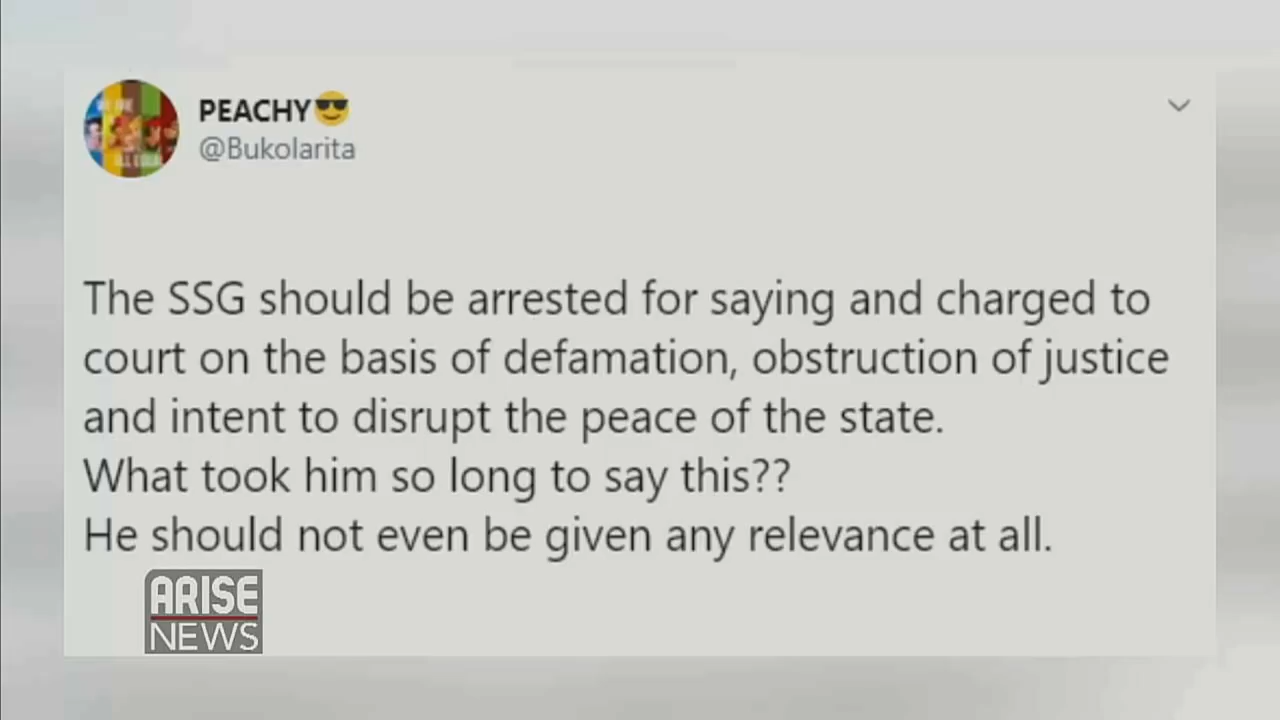 PEACHY😎
@Bukolarita
The SSG should be arrested for saying and charged to
court on the basis of defamation, obstruction of justice
and intent to disrupt the peace of the state.
What took him so long to say this??
He should not even be given any relevance at all.
ARISE
NEWS